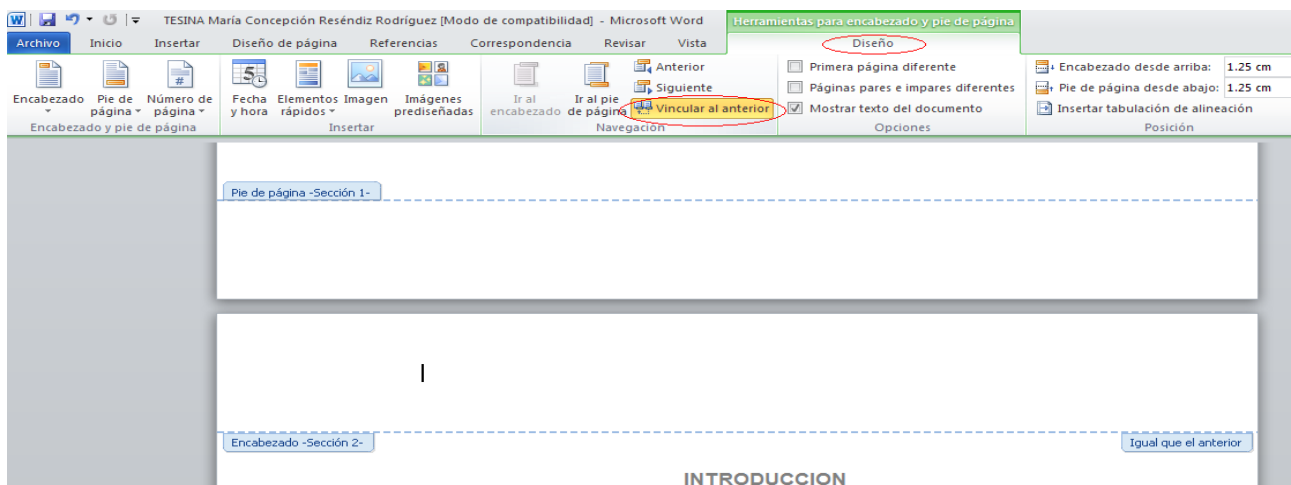 TESINA María Concepción Reséndiz Rodríguez [Modo de compatibilidad] - Microsoft Word
Herramientas para encabezado y pie de página
Archivo Inicio Insertar Diseño de página Referencias Correspondencia Revisar Vista Diseño
Encabezado
Pie de página
Número de página
Encabezado y pie de página
Fecha y hora
Elementos rápidos
Imagen
Imágenes prediseñadas
Insertar
Ir al encabezado
Ir al pie de página
Anterior
Siguiente
Vincular al anterior
Navegación
Primera página diferente
Páginas pares e impares diferentes
Mostrar texto del documento
Opciones
Encabezado desde arriba: 1.25 cm
Pie de página desde abajo: 1.25 cm
Insertar tabulación de alineación
Posición
Pie de página -Sección 1-
Encabezado -Sección 2-
Igual que el anterior
INTRODUCCION